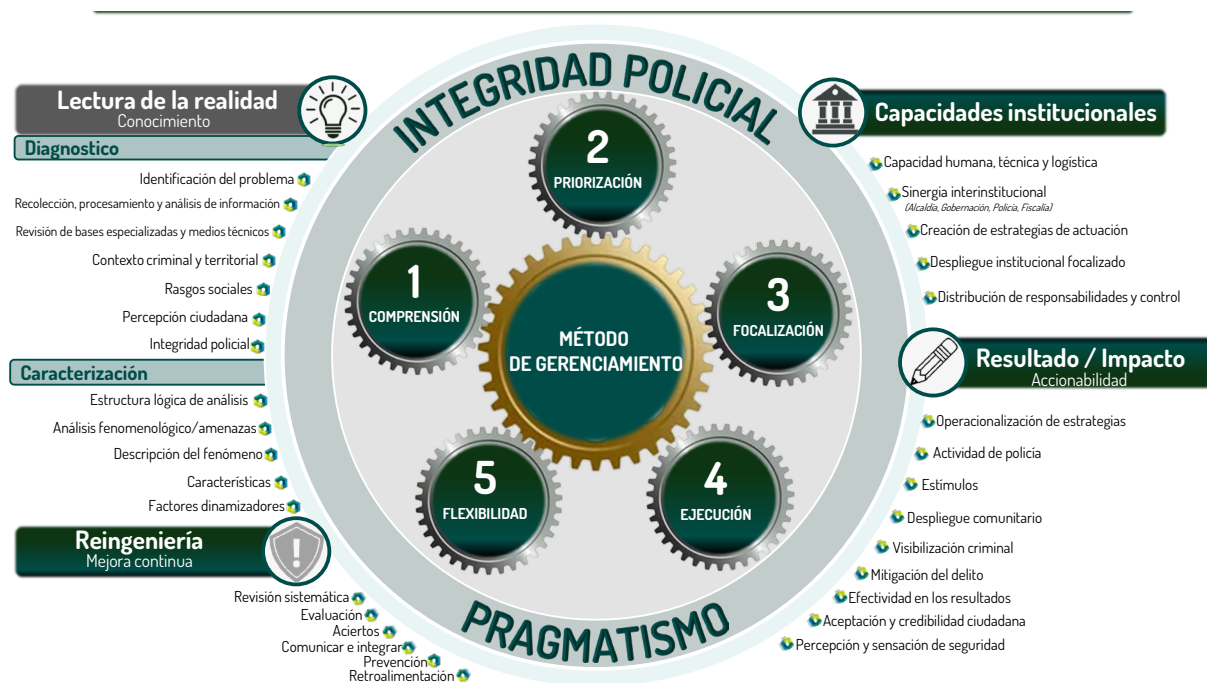 INTEGRIDAD POLICIAL
Lectura de la realidad
Conocimiento
Diagnostico
Identificación del problema
Recolección, procesamiento y análisis de información
Revisión de bases especializadas y medios técnicos
Contexto criminal y territorial
Rasgos sociales
Percepción ciudadana
Integridad policial
Caracterización
Estructura lógica de análisis
Análisis fenomenológico/amenazas
Descripción del fenómeno
Características
Factores dinamizadores
Reingeniería
Mejora continua
Revisión sistemática
Evaluación
Aciertos
Comunicar e integrar
Prevención
Retroalimentación
1
COMPRENSIÓN
2
PRIORIZACIÓN
3
FOCALIZACIÓN
4
EJECUCIÓN
5
FLEXIBILIDAD
MÉTODO
DE GERENCIAMIENTO
PRAGMATISMO
Capacidades institucionales
Capacidad humana, técnica y logística
Sinergia interinstitucional
(Alcaldía, Gobernación, Policía, Fiscalía)
Creación de estrategias de actuación
Despliegue institucional focalizado
Distribución de responsabilidades y control
Resultado / Impacto
Accionabilidad
Operacionalización de estrategias
Actividad de policía
Estímulos
Despliegue comunitario
Visibilización criminal
Mitigación del delito
Efectividad en los resultados
Aceptación y credibilidad ciudadana
Percepción y sensación de seguridad